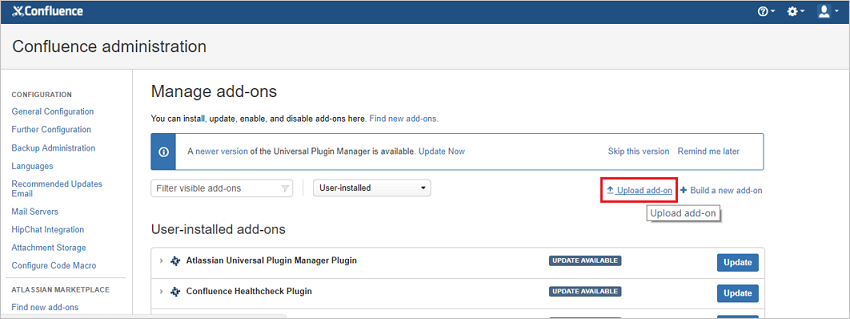 Confluence
Confluence administration
CONFIGURATION
General Configuration
Further Configuration
Backup Administration
Languages
Recommended Updates
Email
Mail Servers
HipChat Integration
Attachment Storage
Configure Code Macro
ATLASSIAN MARKETPLACE
Find new add-ons
Manage add-ons
You can install, update, enable, and disable add-ons here. Find new add-ons.
A newer version of the Universal Plugin Manager is available. Update Now Skip this version Remind me later
Filter visible add-ons User-installed Upload add-on Build a new add-on
Upload add-on
User-installed add-ons
Atlassian Universal Plugin Manager Plugin UPDATE AVAILABLE Update
Confluence Healthcheck Plugin UPDATE AVAILABLE Update